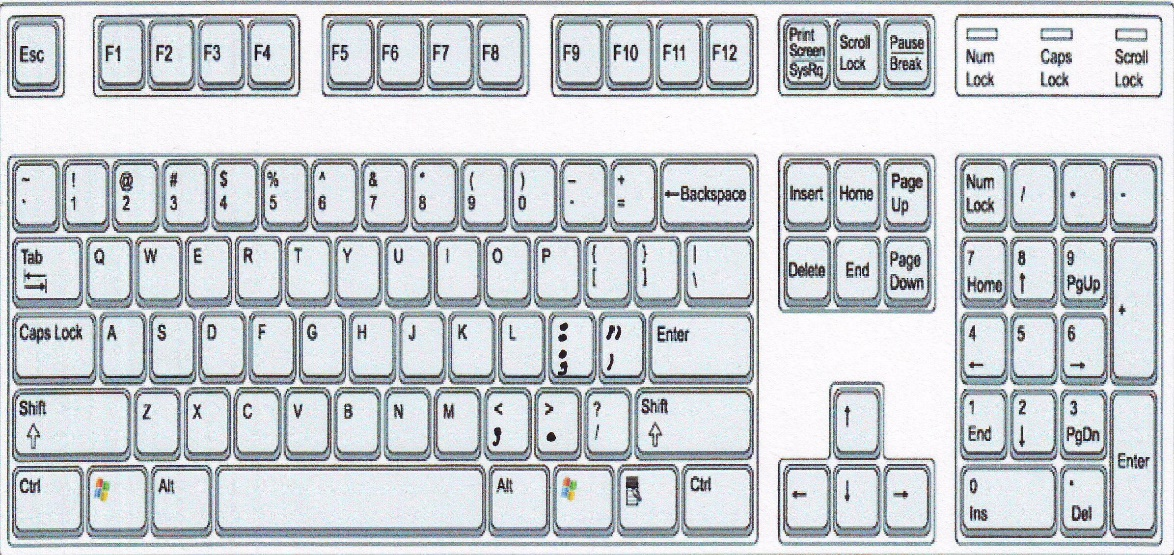 Esc F1 F2 F3 F4 F5 F6 F7 F8 F9 F10 F11 F12
Print Screen SysRq
Scroll Lock
Pause Break
Num Lock
Caps Lock
Scroll Lock
~ ! @ # $ % ^ & * ( ) – +
` 1 2 3 4 5 6 7 8 9 0 - = ←Backspace
Insert Home Page Up
Num Lock / * -
Tab Q W E R T Y U I O P { } |
[ ] \
Delete End Page Down
7 Home 8 ↑ 9 PgUp +
Caps Lock A S D F G H J K L : " Enter
; '
4 ← 5 6 →
Shift Z X C V B N M < > ? Shift
⇧ , . / ⇧
↑
1 End 2 ↓ 3 PgDn Enter
Ctrl Alt Alt Ctrl
← ↓ →
0 Ins . Del